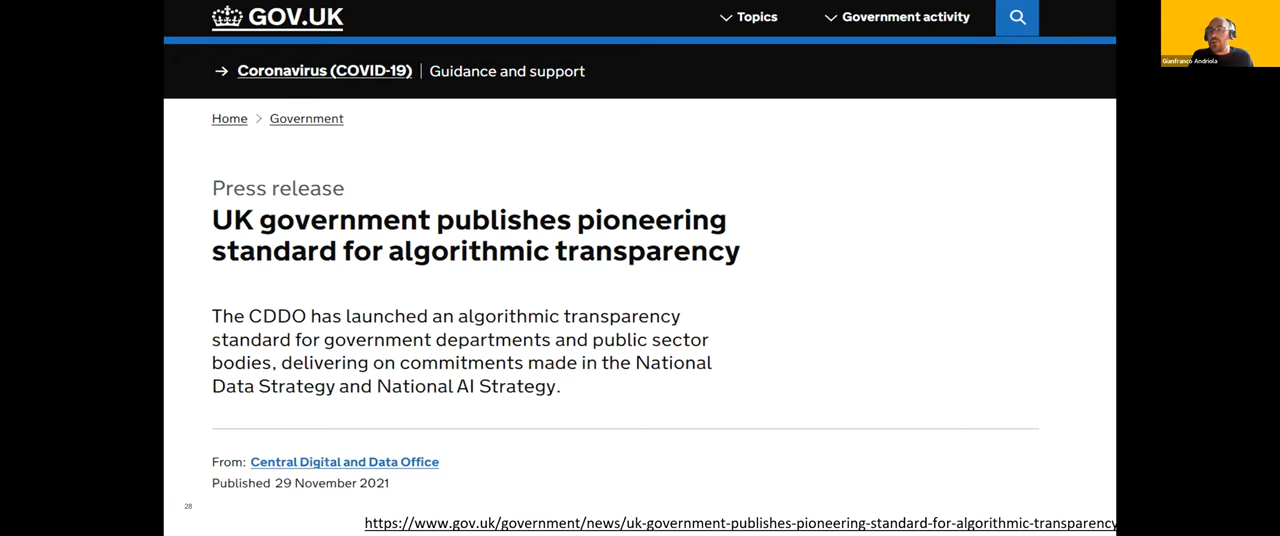 GOV.UK
Topics
Government activity
Gianfranco Andriola
→ Coronavirus (COVID-19) | Guidance and support
Home > Government
Press release
UK government publishes pioneering
standard for algorithmic transparency
The CDDO has launched an algorithmic transparency
standard for government departments and public sector
bodies, delivering on commitments made in the National
Data Strategy and National AI Strategy.
From: Central Digital and Data Office
Published 29 November 2021
28
https://www.gov.uk/government/news/uk-government-publishes-pioneering-standard-for-algorithmic-transparency